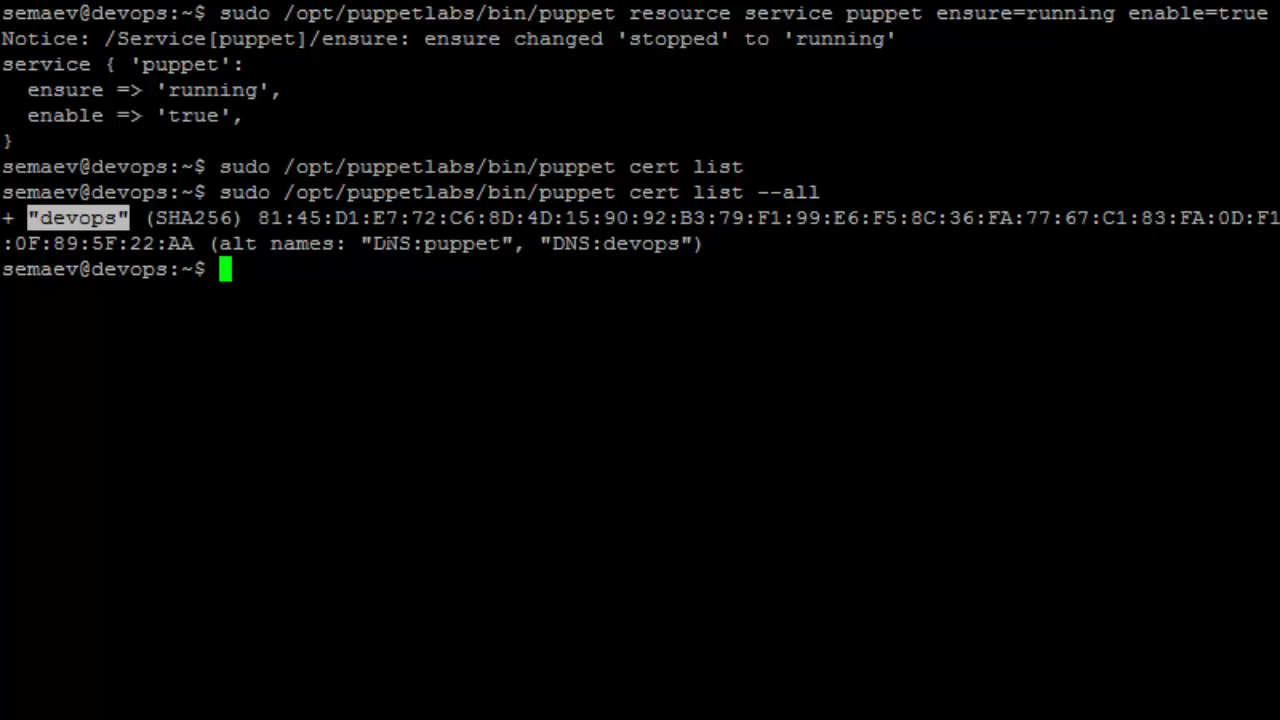 semaev@devops:~$ sudo /opt/puppetlabs/bin/puppet resource service puppet ensure=running enable=true
Notice: /Service[puppet]/ensure: ensure changed 'stopped' to 'running'
service { 'puppet':
  ensure => 'running',
  enable => 'true',
}
semaev@devops:~$ sudo /opt/puppetlabs/bin/puppet cert list
semaev@devops:~$ sudo /opt/puppetlabs/bin/puppet cert list --all
+ "devops" (SHA256) 81:45:D1:E7:72:C6:8D:4D:15:90:92:B3:79:F1:99:E6:F5:8C:36:FA:77:67:C1:83:FA:0D:F1
:0F:89:5F:22:AA (alt names: "DNS:puppet", "DNS:devops")
semaev@devops:~$